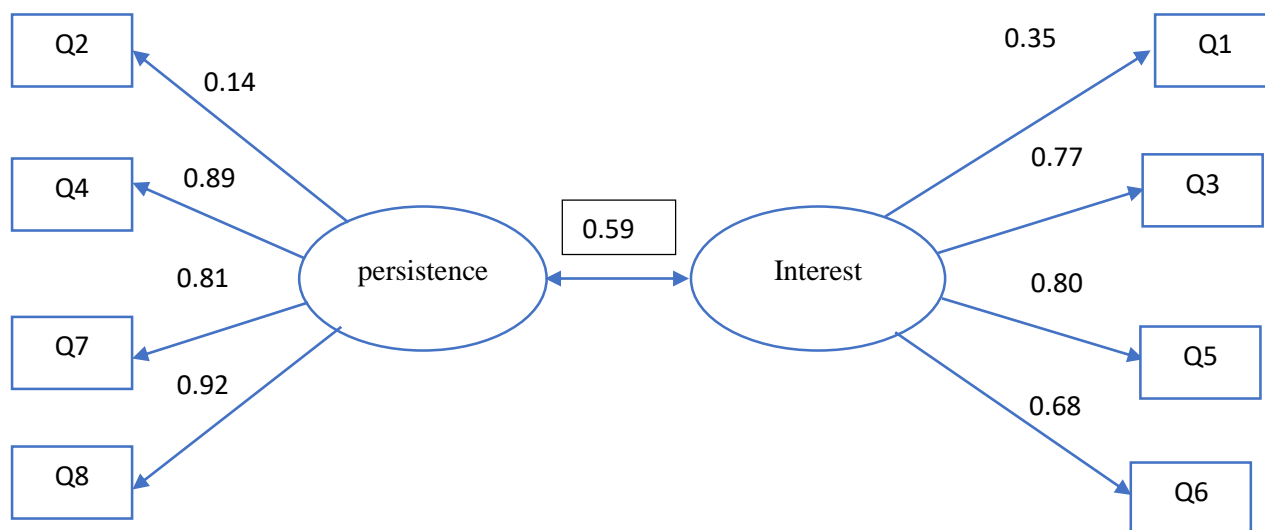 Q2
0.14
Q4
0.89
Q7
0.81
Q8
0.92
persistence
0.59
Interest
0.35
Q1
0.77
Q3
0.80
Q5
0.68
Q6